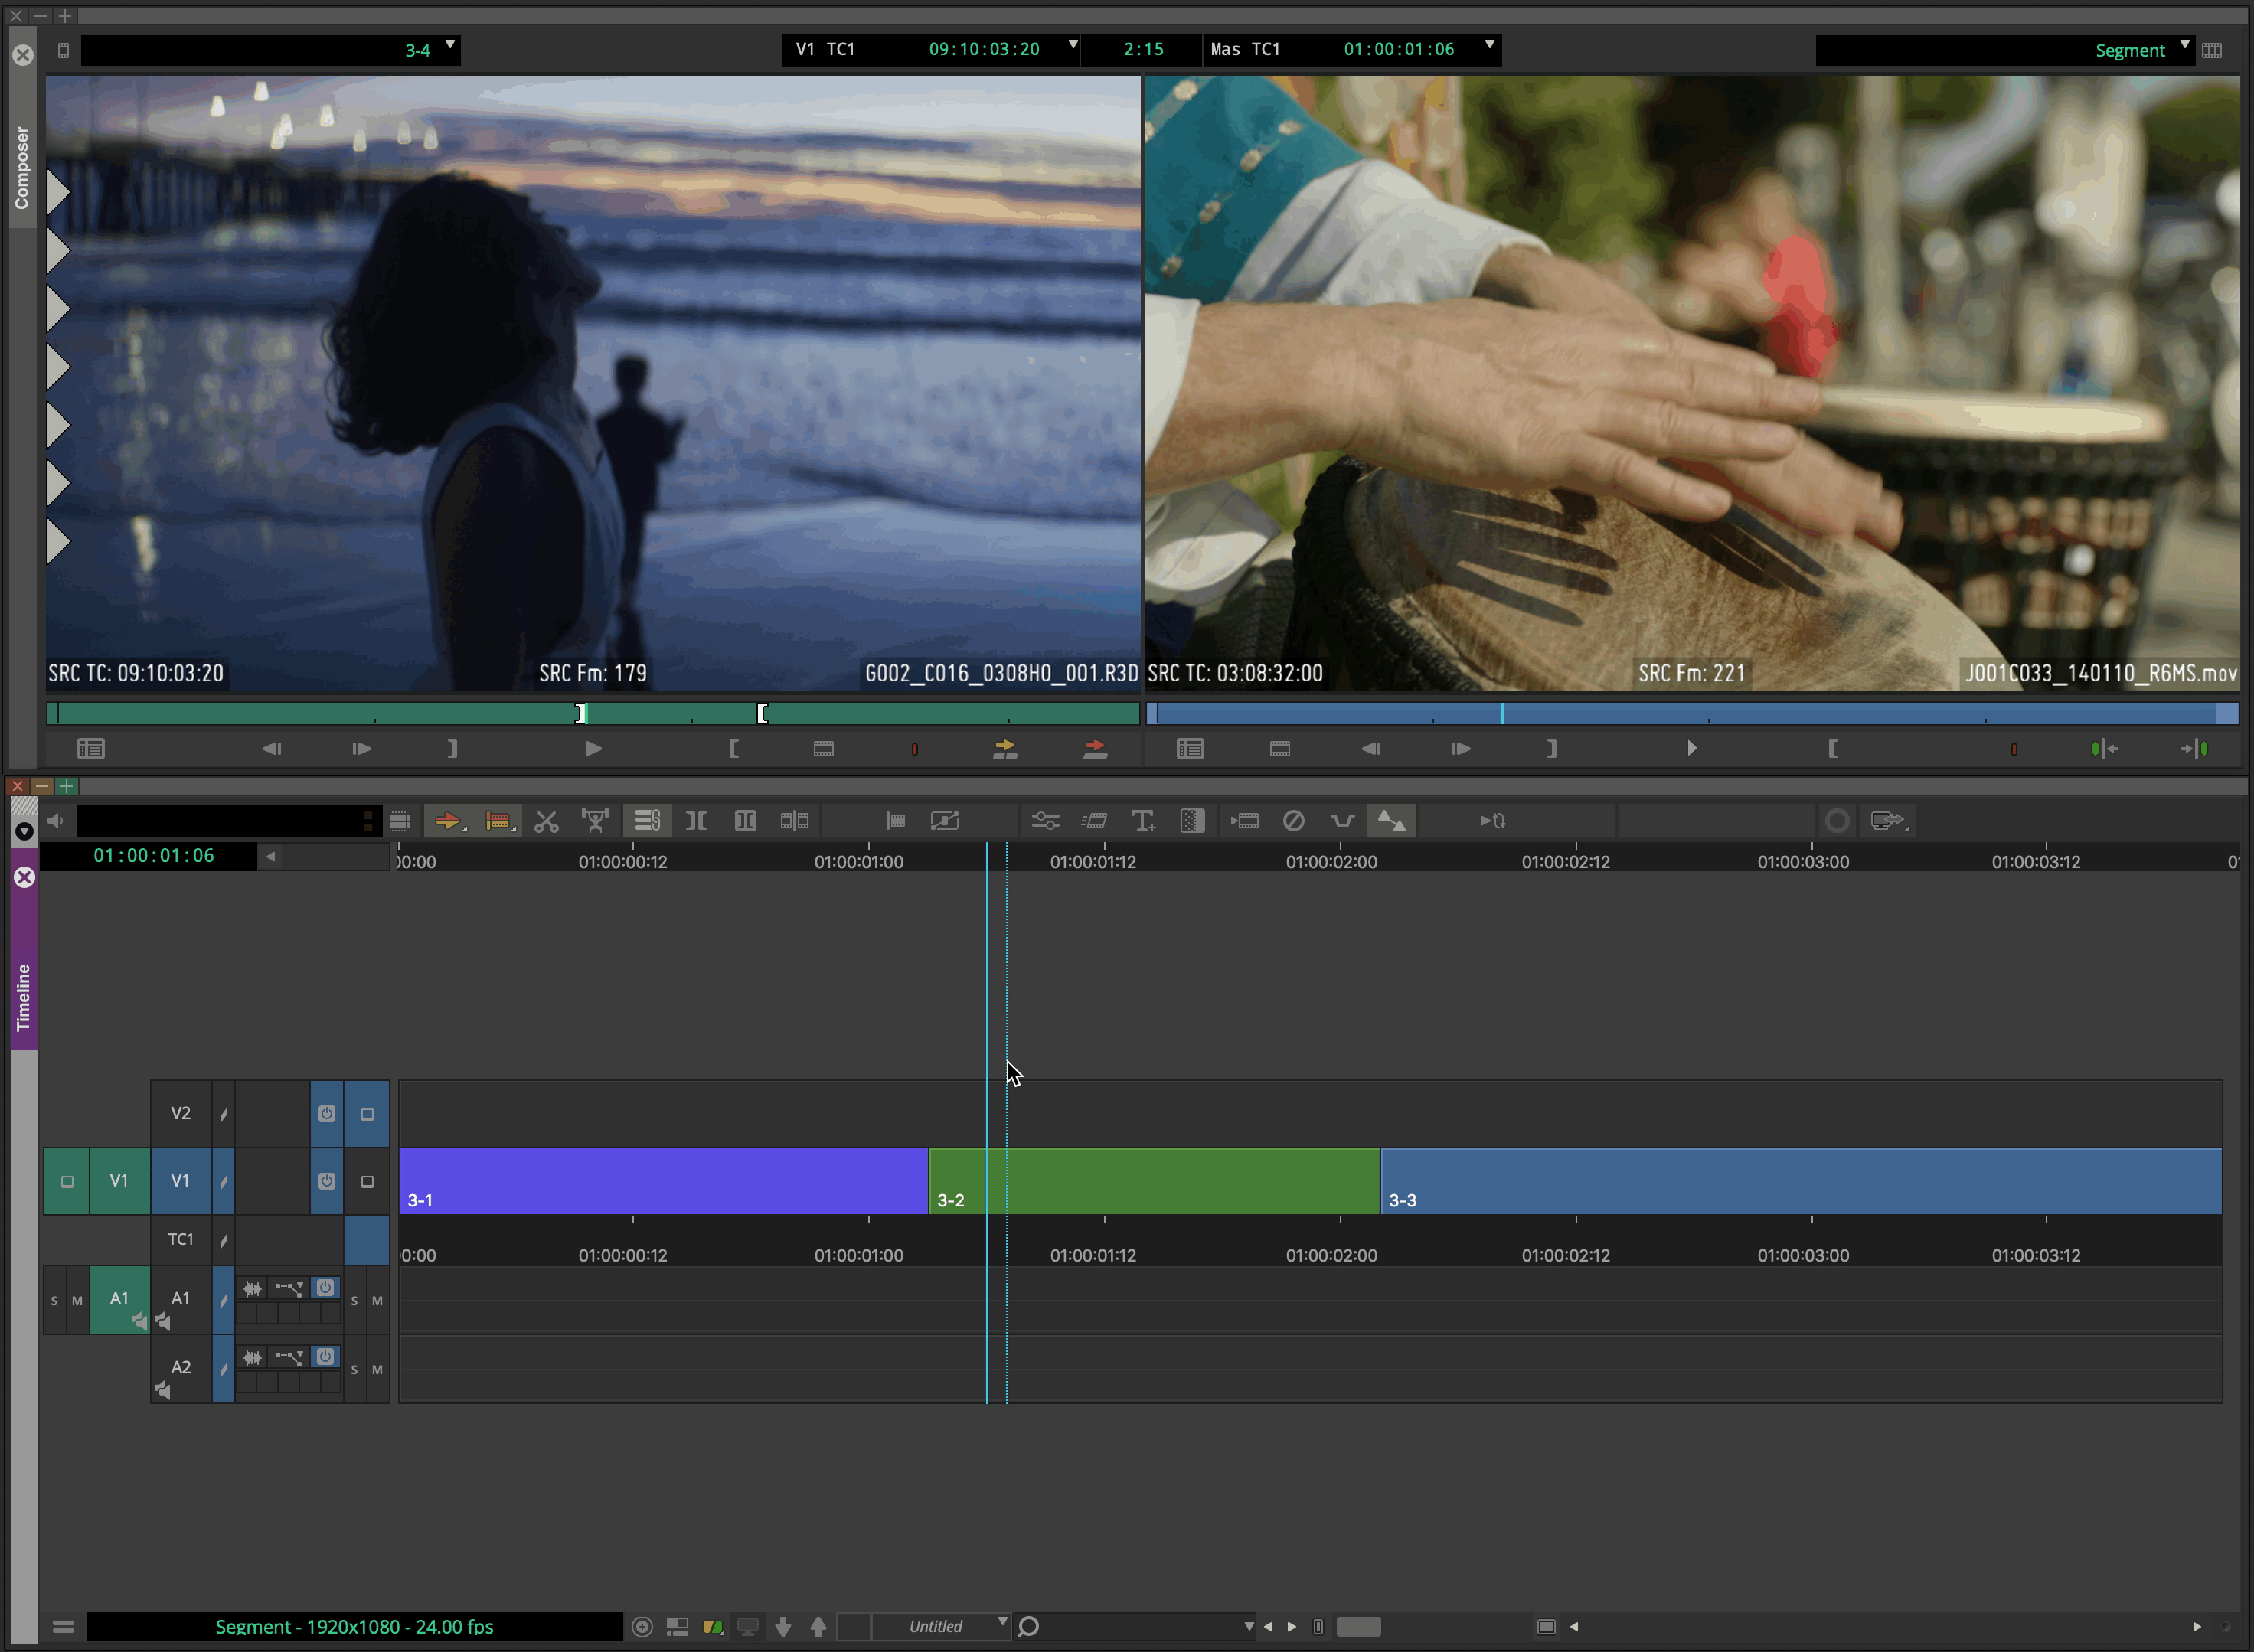 Composer
3-4
V1 TC1 09:10:03:20 2:15 Mas TC1 01:00:01:06
Segment
SRC TC: 09:10:03:20 SRC Fm: 179 G002_C016_0308H0_001.R3D
SRC TC: 03:08:32:00 SRC Fm: 221 J001C033_140110_R6MS.mov
Timeline
01:00:01:06
00:00 01:00:00:12 01:00:01:00 01:00:01:12 01:00:02:00 01:00:02:12 01:00:03:00 01:00:03:12
V2
V1 V1
3-1 3-2 3-3
TC1
00:00 01:00:00:12 01:00:01:00 01:00:01:12 01:00:02:00 01:00:02:12 01:00:03:00 01:00:03:12
S M A1 A1 S M
A2 S M
Segment - 1920x1080 - 24.00 fps
Untitled